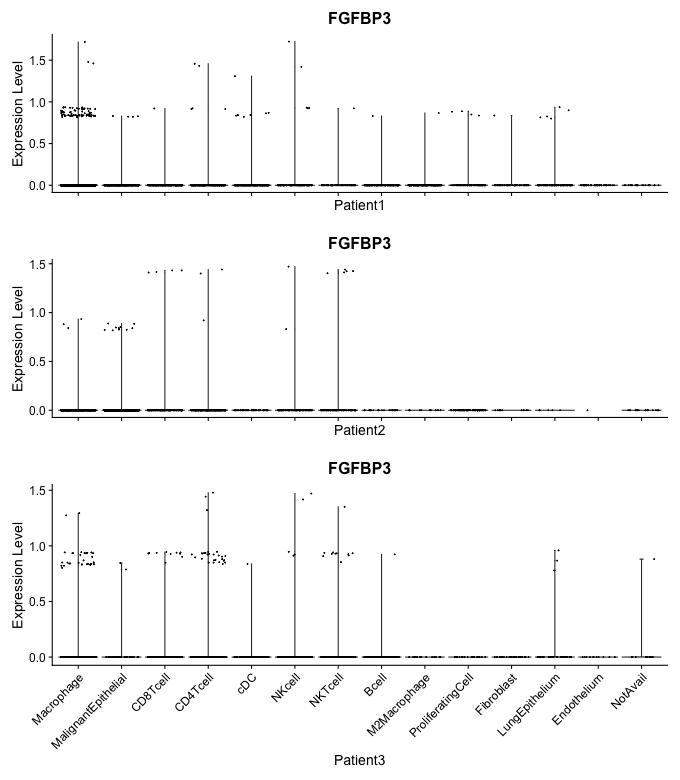 FGFBP3
Expression Level
1.5
1.0
0.5
0.0
Patient1
FGFBP3
Expression Level
1.5
1.0
0.5
0.0
Patient2
FGFBP3
Expression Level
1.5
1.0
0.5
0.0
Macrophage
MalignantEpithelial
CD8Tcell
CD4Tcell
cDC
NKcell
NKTcell
Bcell
M2Macrophage
ProliferatingCell
Fibroblast
LungEpithelium
Endothelium
NotAvail
Patient3